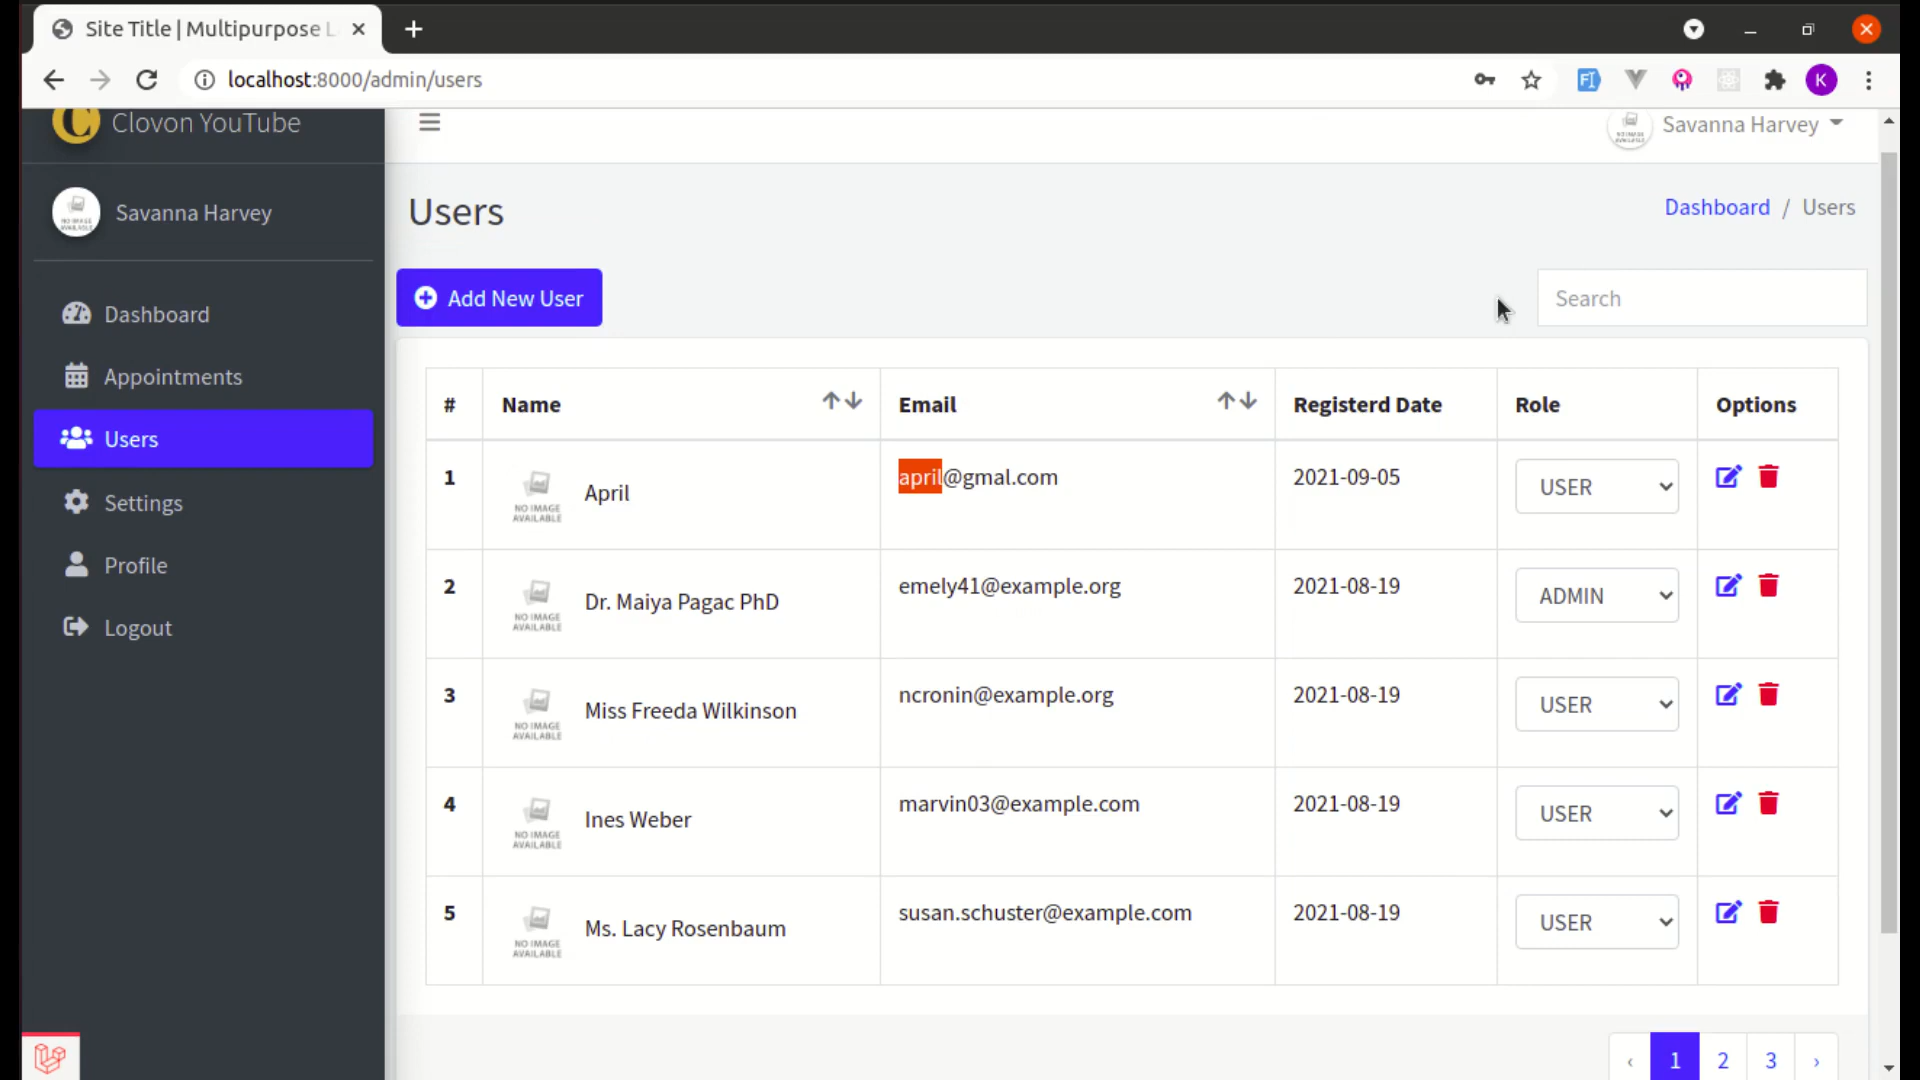 Site Title | Multipurpose L
localhost:8000/admin/users
K
Clovon YouTube
Savanna Harvey
Savanna Harvey
Dashboard
Appointments
Users
Settings
Profile
Logout
Users
Dashboard / Users
Add New User
Search
# Name Email Registerd Date Role Options
1 NO IMAGE AVAILABLE April april@gmal.com 2021-09-05 USER
2 NO IMAGE AVAILABLE Dr. Maiya Pagac PhD emely41@example.org 2021-08-19 ADMIN
3 NO IMAGE AVAILABLE Miss Freeda Wilkinson ncronin@example.org 2021-08-19 USER
4 NO IMAGE AVAILABLE Ines Weber marvin03@example.com 2021-08-19 USER
5 NO IMAGE AVAILABLE Ms. Lacy Rosenbaum susan.schuster@example.com 2021-08-19 USER
‹ 1 2 3 ›